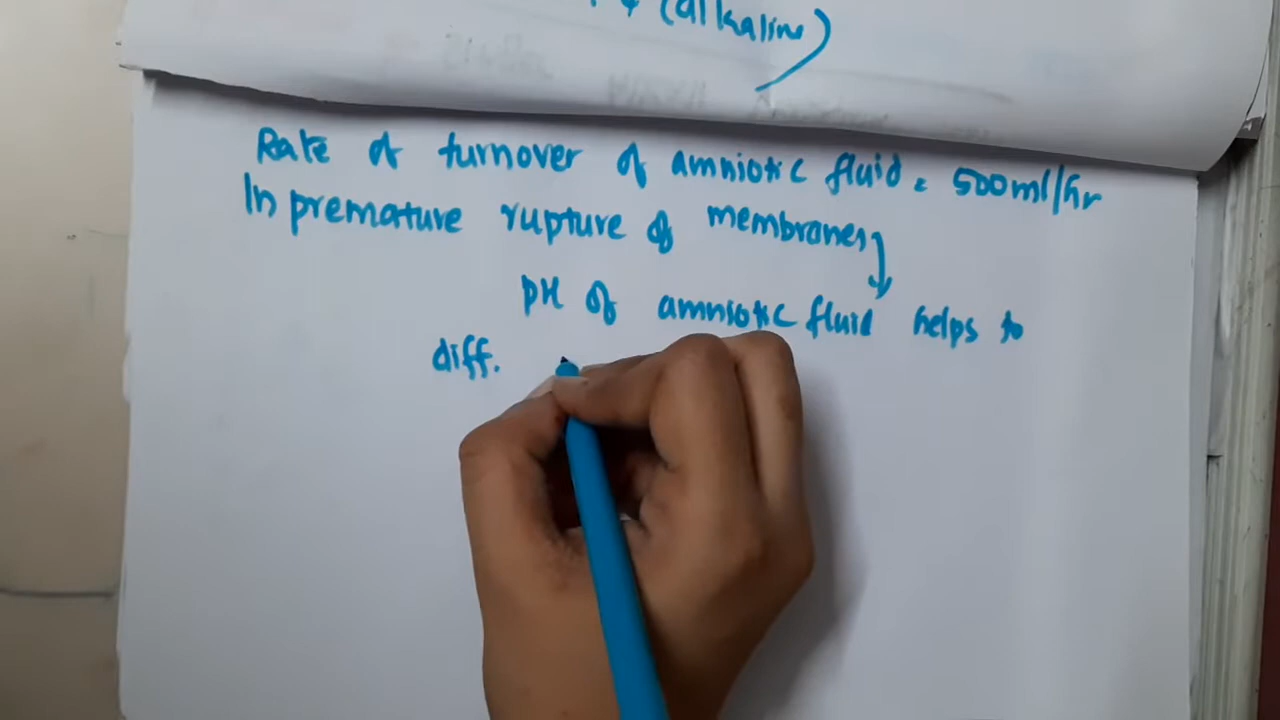 (alkaline)
Rate of turnover of amniotic fluid = 500ml/hr
In premature rupture of membranes
pH of amniotic fluid helps to
diff.